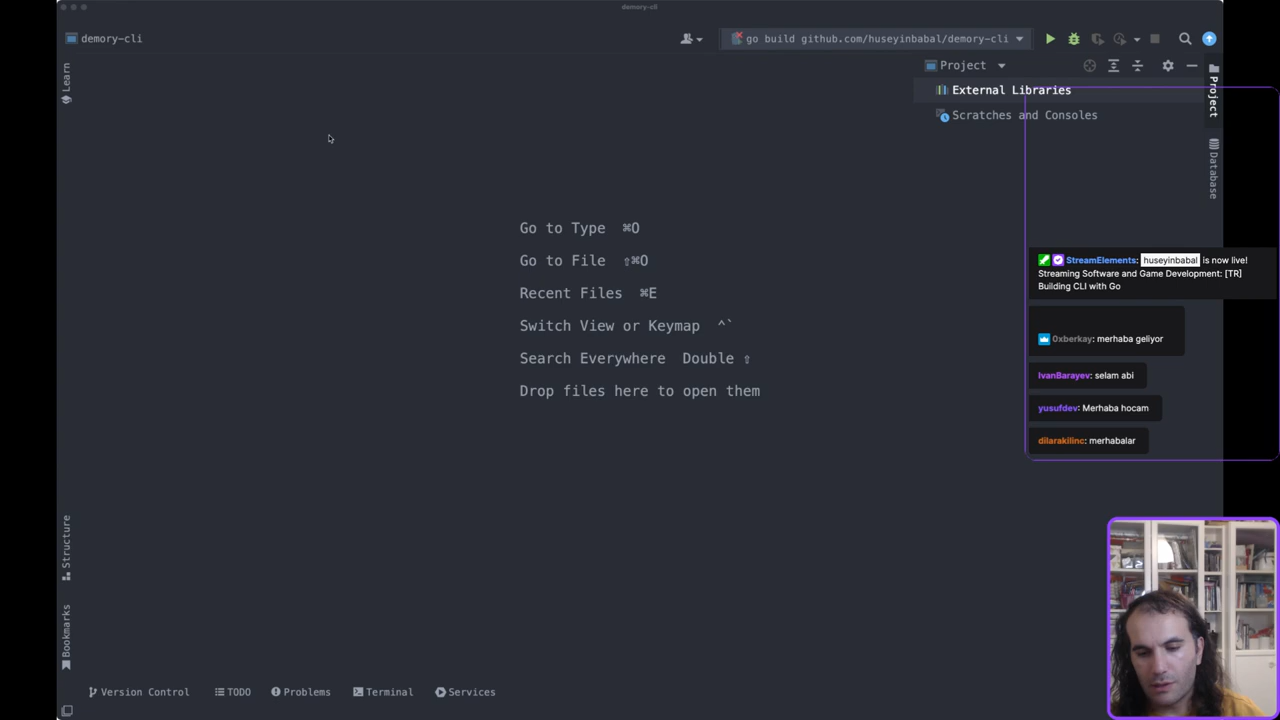 demory-cli
demory-cli
go build github.com/huseyinbabal/demory-cli
Learn
Project
External Libraries
Scratches and Consoles
Project
Database
Go to Type ⌘O
Go to File ⇧⌘O
Recent Files ⌘E
Switch View or Keymap ^`
Search Everywhere Double ⇧
Drop files here to open them
StreamElements: huseyinbabal is now live!
Streaming Software and Game Development: [TR]
Building CLI with Go
0xberkay: merhaba geliyor
IvanBarayev: selam abi
yusufdev: Merhaba hocam
dilarakilinc: merhabalar
Structure
Bookmarks
Version Control
TODO
Problems
Terminal
Services